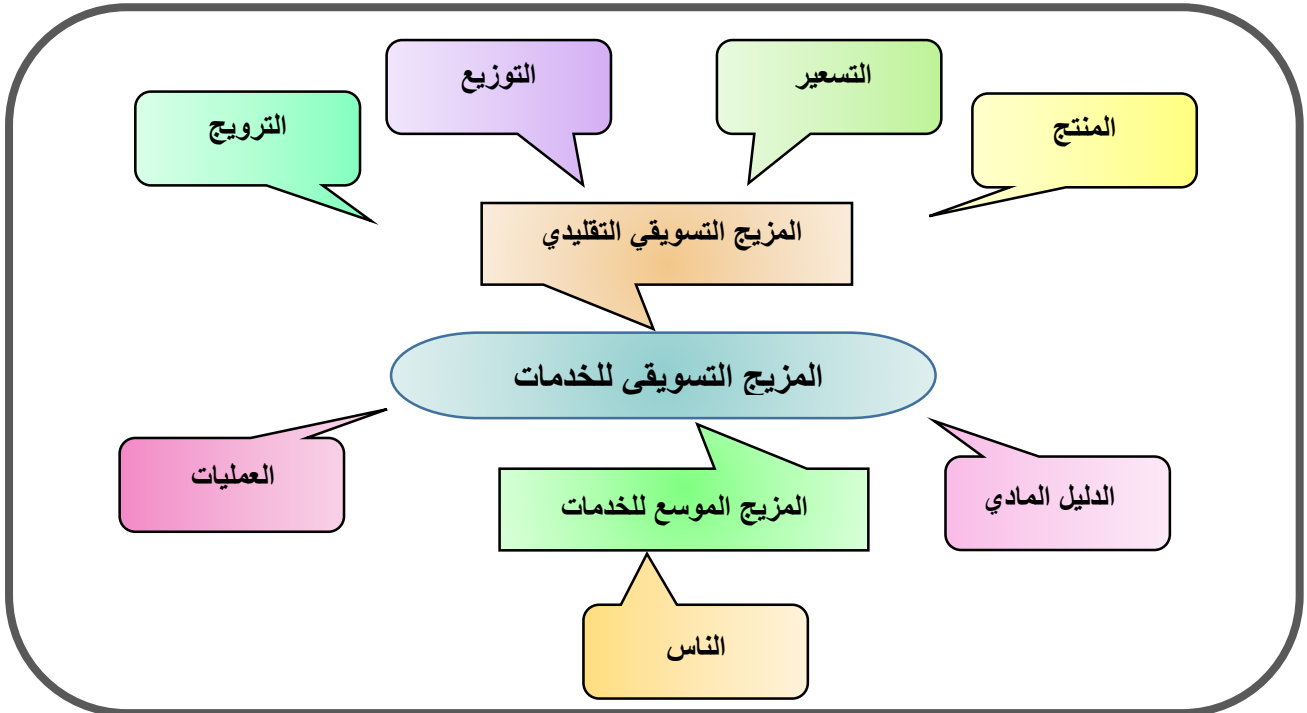 المنتج
التسعير
التوزيع
الترويج
المزيج التسويقي التقليدي
المزيج التسويقى للخدمات
المزيج الموسع للخدمات
الدليل المادي
العمليات
الناس